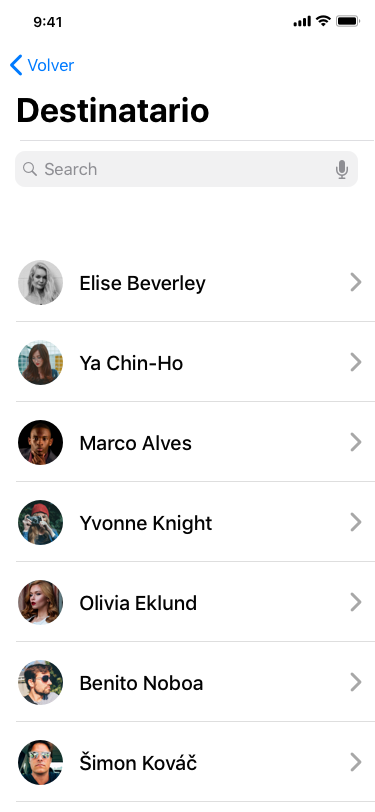 9:41
Volver
Destinatario
Search
Elise Beverley
Ya Chin-Ho
Marco Alves
Yvonne Knight
Olivia Eklund
Benito Noboa
Šimon Kováč